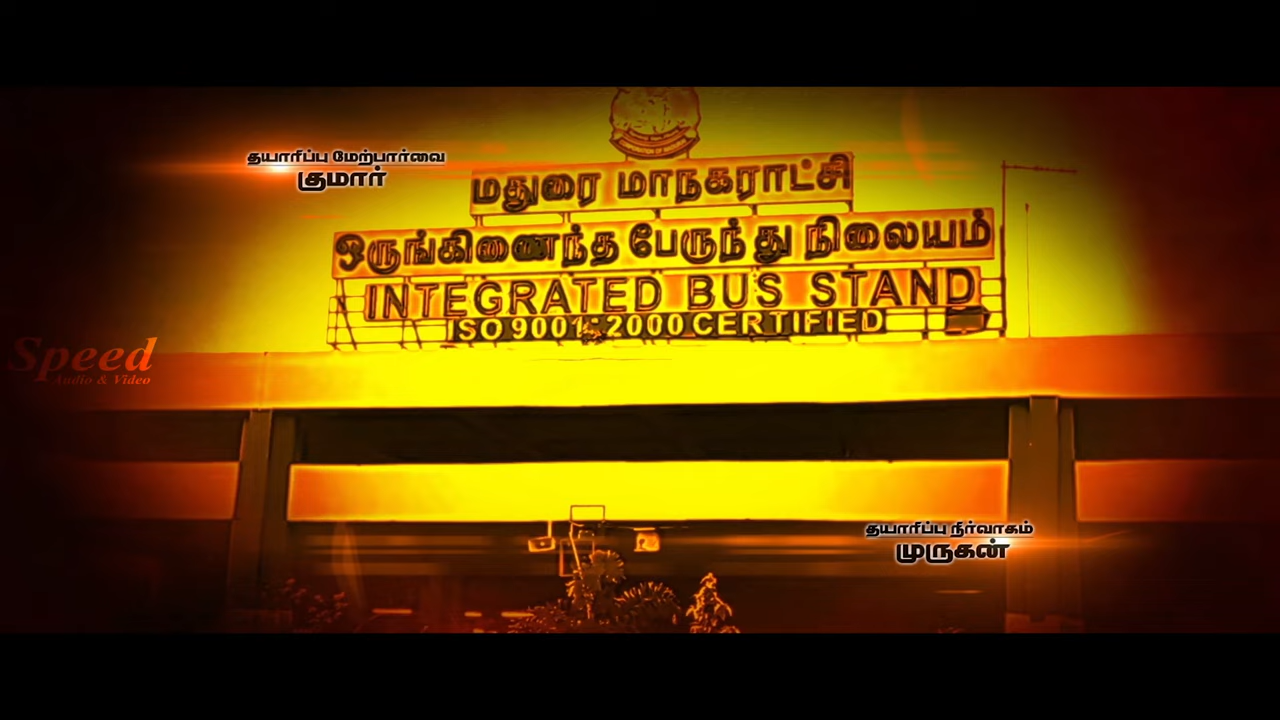 தயாரிப்பு மேற்பார்வை
குமார்
மதுரை மாநகராட்சி
ஒருங்கிணைந்த பேருந்து நிலையம்
INTEGRATED BUS STAND
ISO 9001:2000 CERTIFIED
Speed
Audio & Video
தயாரிப்பு நிர்வாகம்
முருகன்